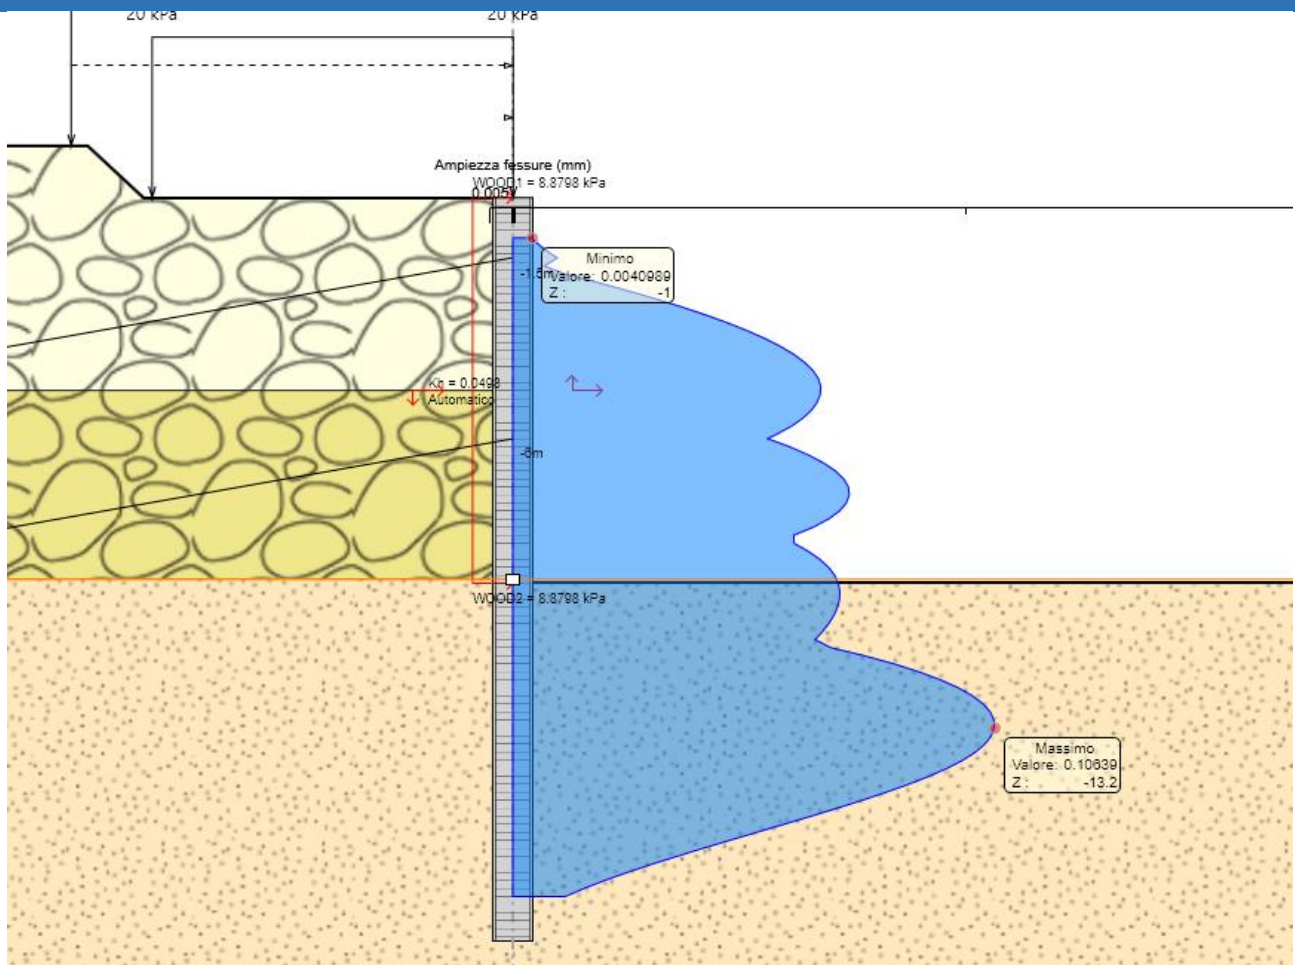 20 kPa
20 kPa
Ampiezza fessure (mm)
WOOD1 = 8.8798 kPa
Minimo
Valore: 0.0040989
Z : -1
-1.5m
Kh = 0.0498
Automatico
-6m
WOOD2 = 8.8798 kPa
Massimo
Valore: 0.10639
Z : -13.2